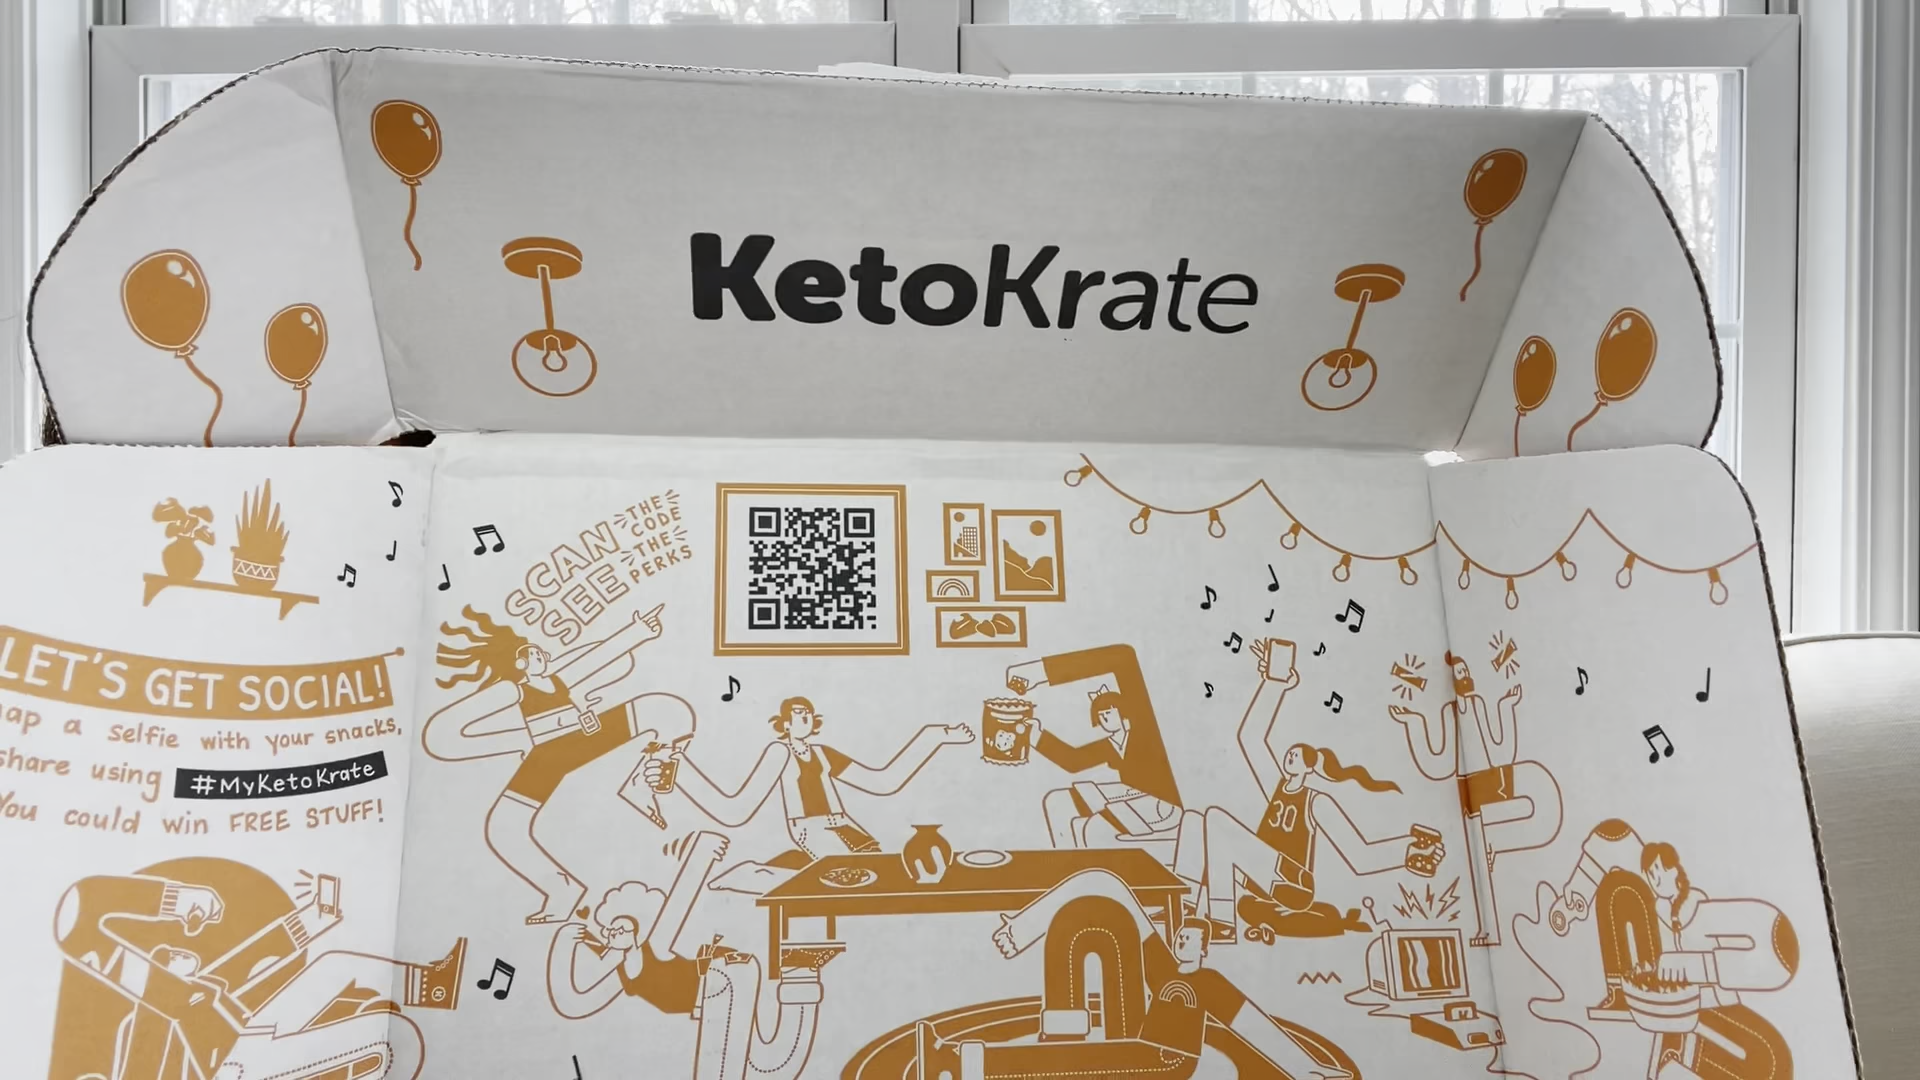 KetoKrate
SCAN THE CODE
SEE THE PERKS
LET'S GET SOCIAL!
a selfie with your snacks,
share using #MyKetoKrate
You could win FREE STUFF!
30